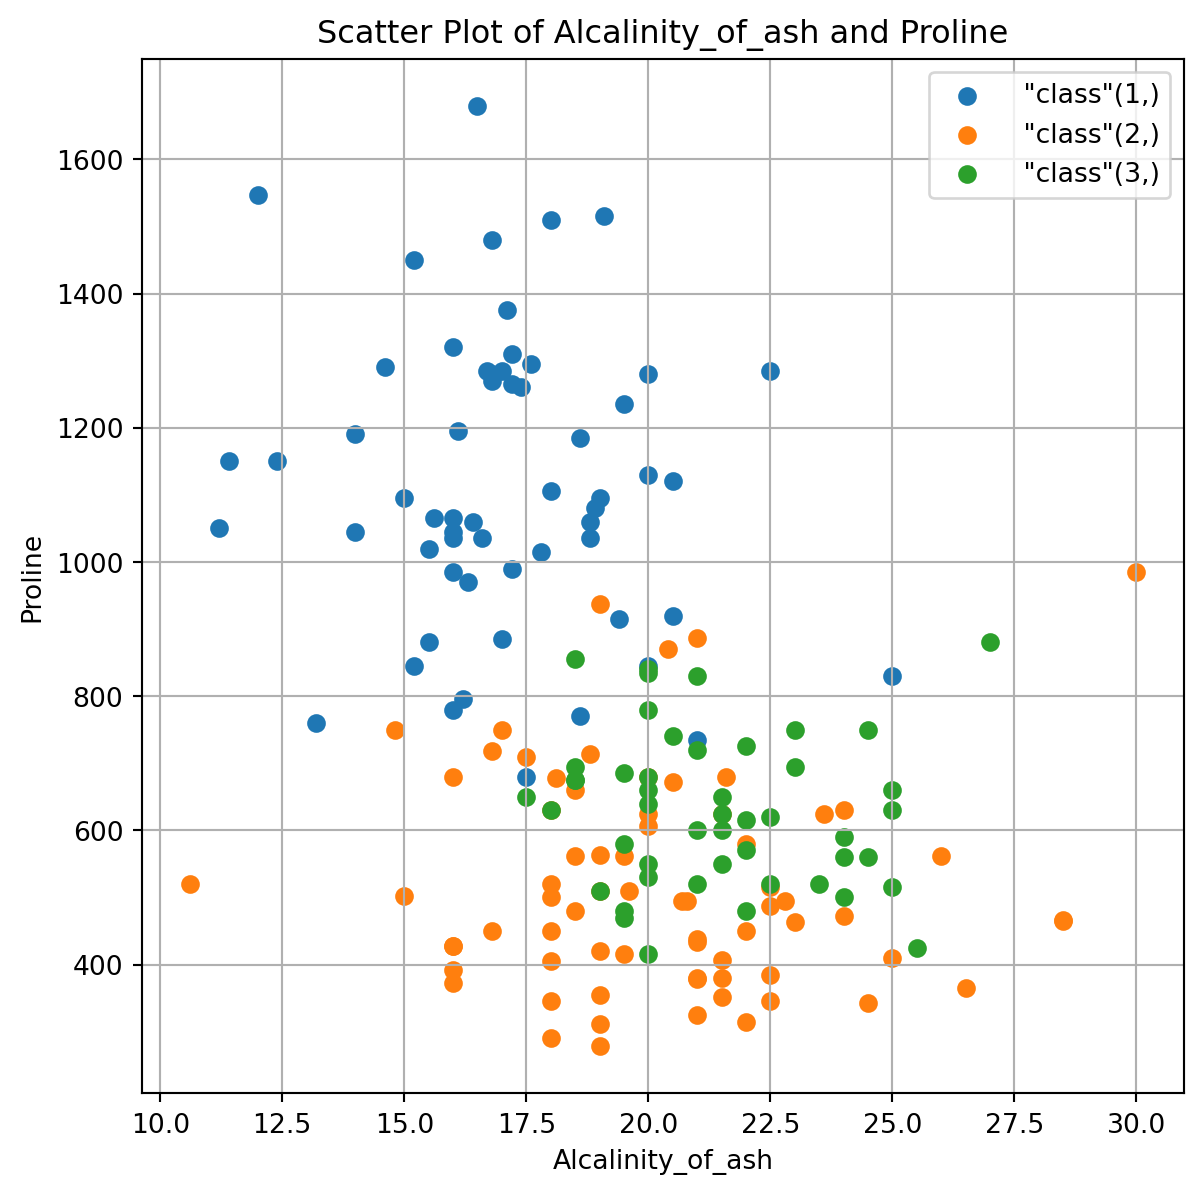 Scatter Plot of Alcalinity_of_ash and Proline
"class"(1,)
"class"(2,)
"class"(3,)
1600
1400
1200
1000
800
600
400
Proline
10.0 12.5 15.0 17.5 20.0 22.5 25.0 27.5 30.0
Alcalinity_of_ash